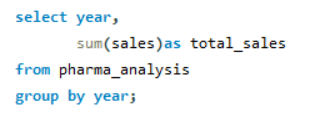 select year,
sum(sales)as total_sales
from pharma_analysis
group by year;